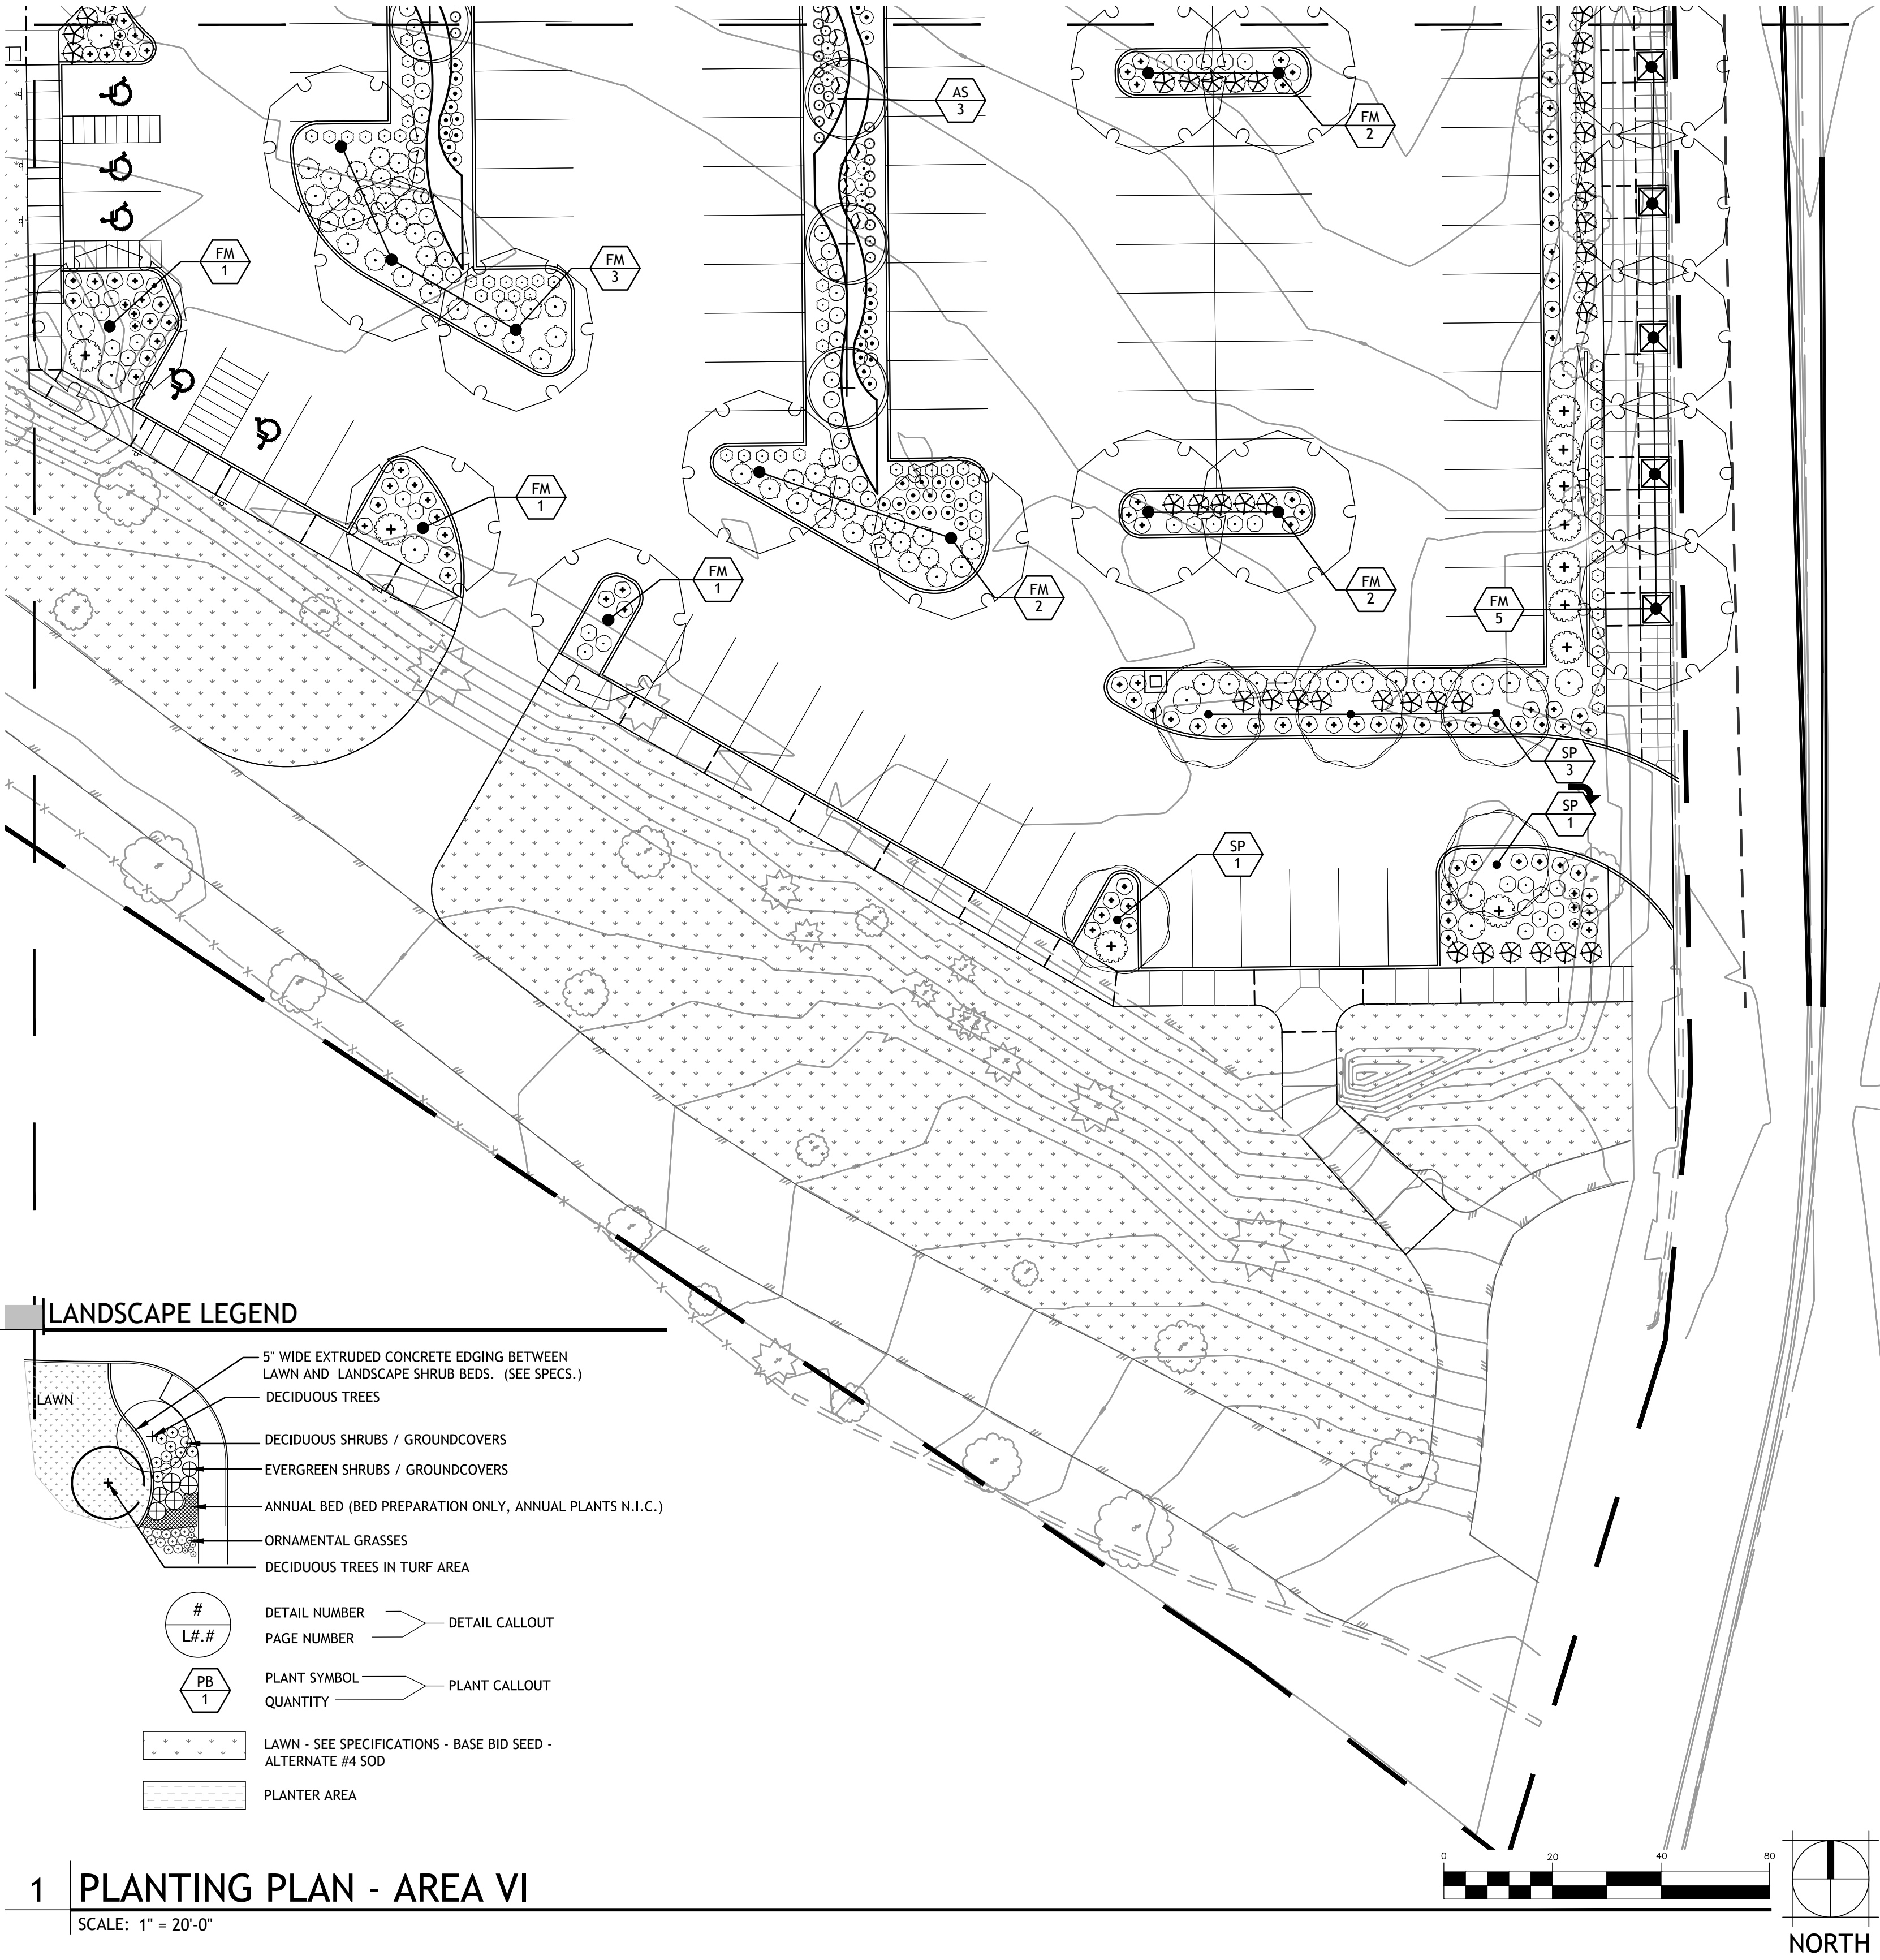 AS
3
FM
2
FM
1
FM
3
FM
1
FM
1
FM
2
FM
2
FM
5
SP
3
SP
1
SP
1
LANDSCAPE LEGEND
5" WIDE EXTRUDED CONCRETE EDGING BETWEEN
LAWN AND LANDSCAPE SHRUB BEDS. (SEE SPECS.)
DECIDUOUS TREES
LAWN
DECIDUOUS SHRUBS / GROUNDCOVERS
EVERGREEN SHRUBS / GROUNDCOVERS
ANNUAL BED (BED PREPARATION ONLY, ANNUAL PLANTS N.I.C.)
ORNAMENTAL GRASSES
DECIDUOUS TREES IN TURF AREA
#
L#.#
DETAIL NUMBER
PAGE NUMBER
DETAIL CALLOUT
PB
1
PLANT SYMBOL
QUANTITY
PLANT CALLOUT
LAWN - SEE SPECIFICATIONS - BASE BID SEED -
ALTERNATE #4 SOD
PLANTER AREA
1 PLANTING PLAN - AREA VI
SCALE: 1" = 20'-0"
0 20 40 80
NORTH